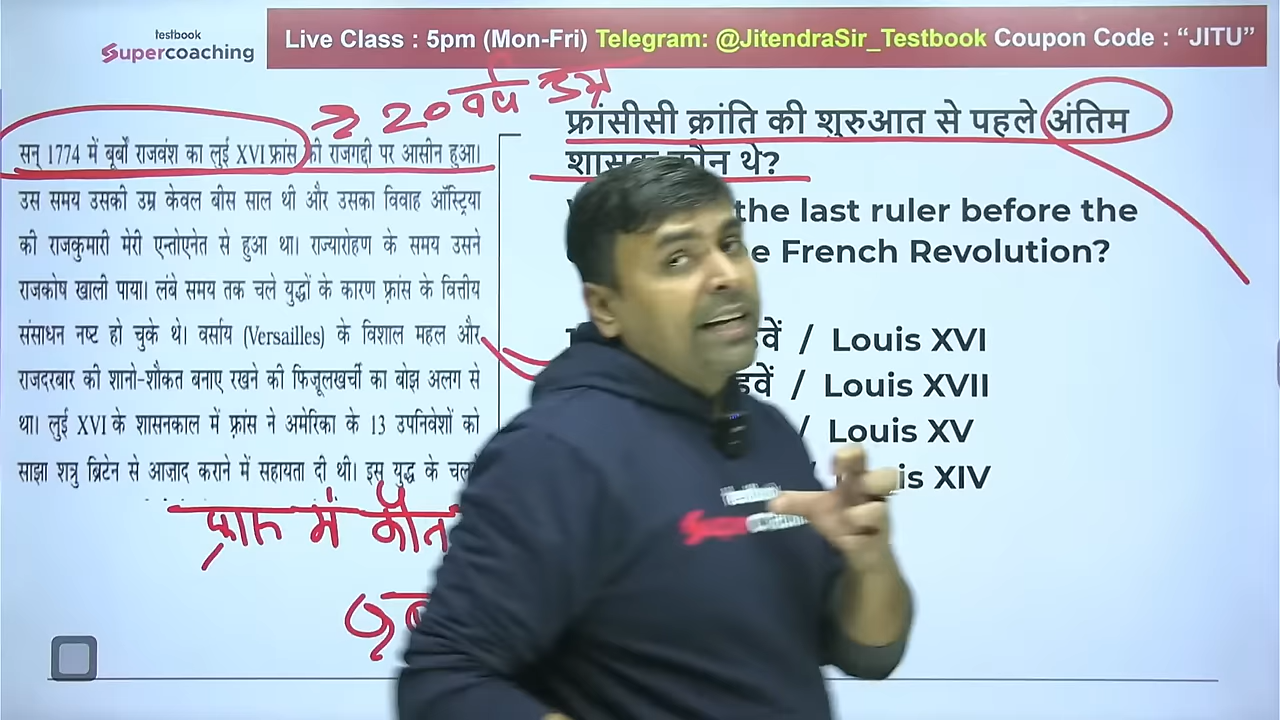 testbook
Supercoaching
Live Class : 5pm (Mon-Fri) Telegram: @JitendraSir_Testbook Coupon Code : “JITU”
20 वर्ष उम्र
सन् 1774 में बूर्बों राजवंश का लुई XVI फ्रांस की राजगद्दी पर आसीन हुआ।
उस समय उसकी उम्र केवल बीस साल थी और उसका विवाह ऑस्ट्रिया
की राजकुमारी मेरी एन्तोएनेत से हुआ था। राज्यारोहण के समय उसने
राजकोष खाली पाया। लंबे समय तक चले युद्धों के कारण फ़्रांस के वित्तीय
संसाधन नष्ट हो चुके थे। वर्साय (Versailles) के विशाल महल और
राजदरबार की शानो-शौकत बनाए रखने की फिजूलखर्ची का बोझ अलग से
था। लुई XVI के शासनकाल में फ़्रांस ने अमेरिका के 13 उपनिवेशों को
साझा शत्रु ब्रिटेन से आज़ाद कराने में सहायता दी थी। इस युद्ध के
में कौन
फ्रांसीसी क्रांति की शुरुआत से पहले अंतिम
शासक कौन थे?
the last ruler before the
French Revolution?
/ Louis XVI
/ Louis XVII
/ Louis XV
XIV
Super